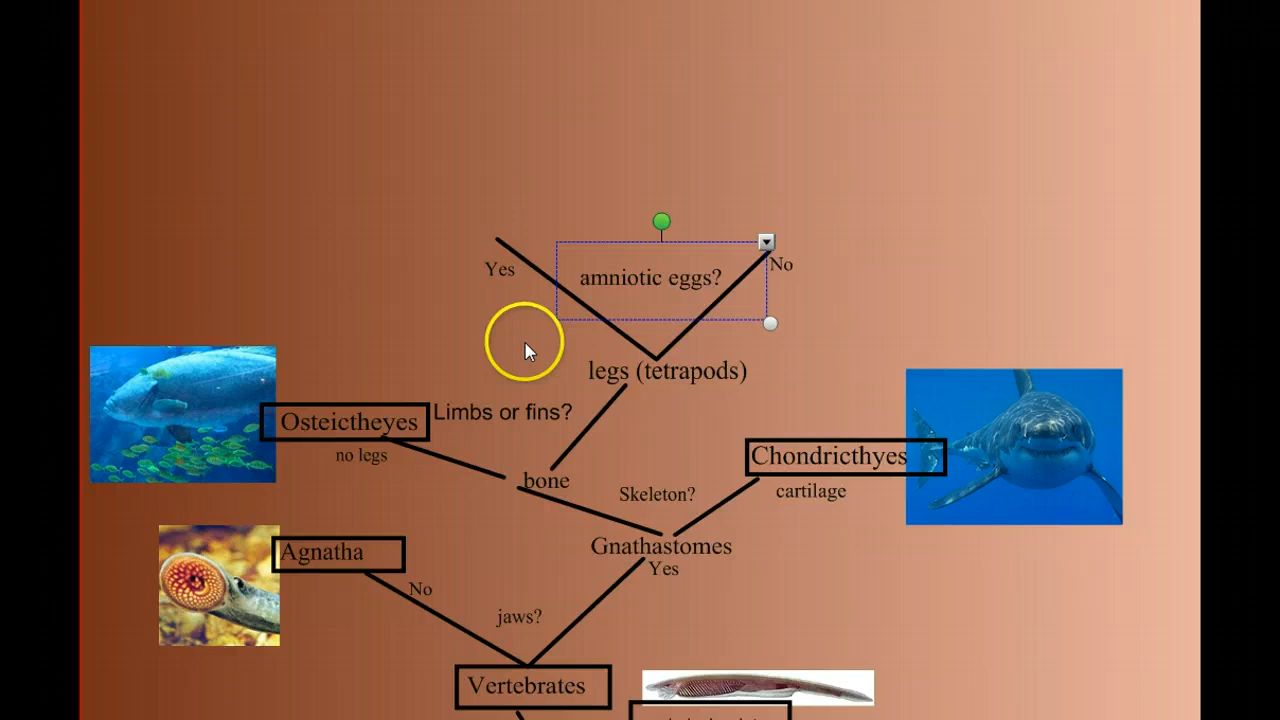 Yes
amniotic eggs?
No
legs (tetrapods)
Limbs or fins?
Osteictheyes
no legs
Chondricthyes
bone
Skeleton?
cartilage
Agnatha
Gnathastomes
Yes
No
jaws?
Vertebrates